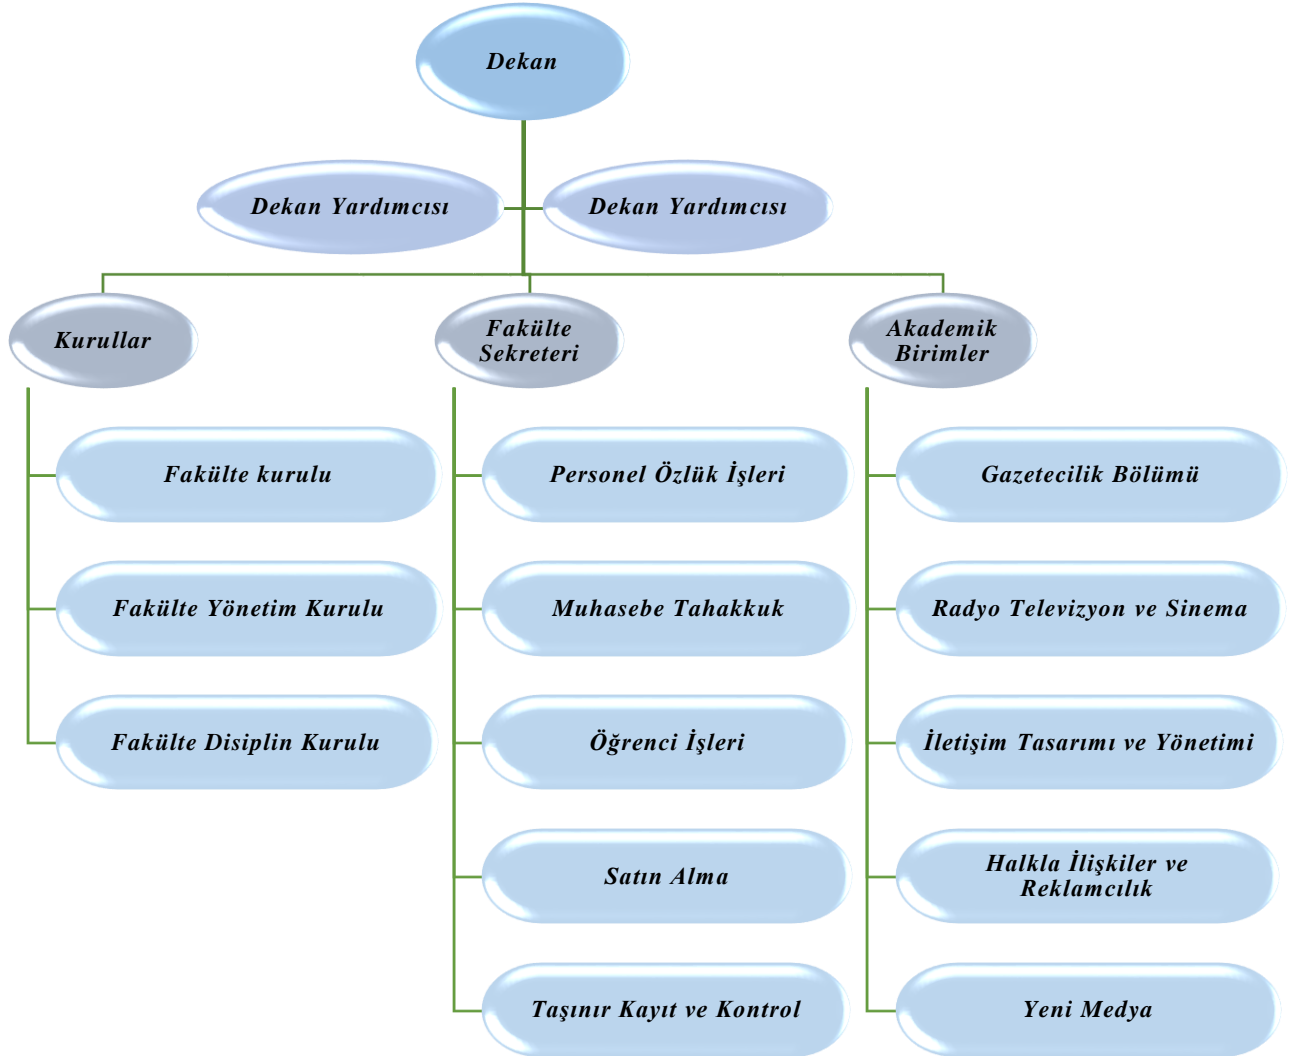 Dekan
Dekan Yardımcısı
Dekan Yardımcısı
Kurullar
Fakülte
Sekreteri
Akademik
Birimler
Fakülte kurulu
Fakülte Yönetim Kurulu
Fakülte Disiplin Kurulu
Personel Özlük İşleri
Muhasebe Tahakkuk
Öğrenci İşleri
Satın Alma
Taşınır Kayıt ve Kontrol
Gazetecilik Bölümü
Radyo Televizyon ve Sinema
İletişim Tasarımı ve Yönetimi
Halkla İlişkiler ve
Reklamcılık
Yeni Medya